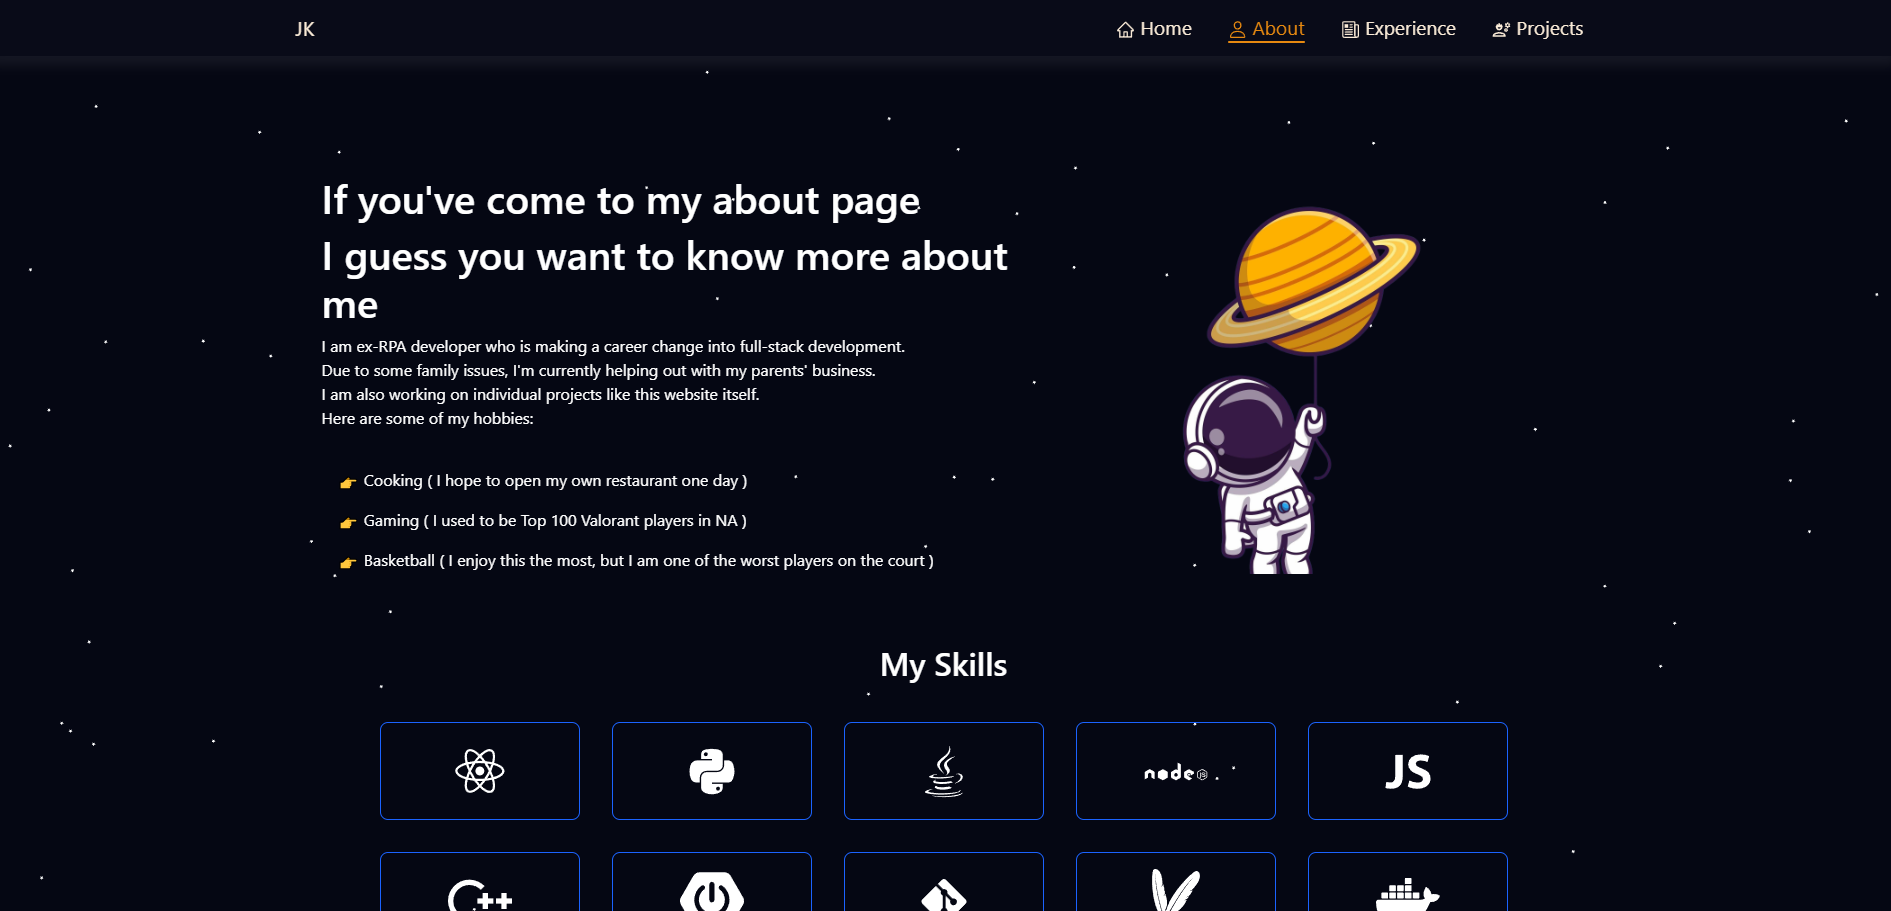 JK
Home
About
Experience
Projects
If you've come to my about page
I guess you want to know more about
me
I am ex-RPA developer who is making a career change into full-stack development.
Due to some family issues, I'm currently helping out with my parents' business.
I am also working on individual projects like this website itself.
Here are some of my hobbies:
Cooking ( I hope to open my own restaurant one day )
Gaming ( I used to be Top 100 Valorant players in NA )
Basketball ( I enjoy this the most, but I am one of the worst players on the court )
My Skills
node JS
JS
C++